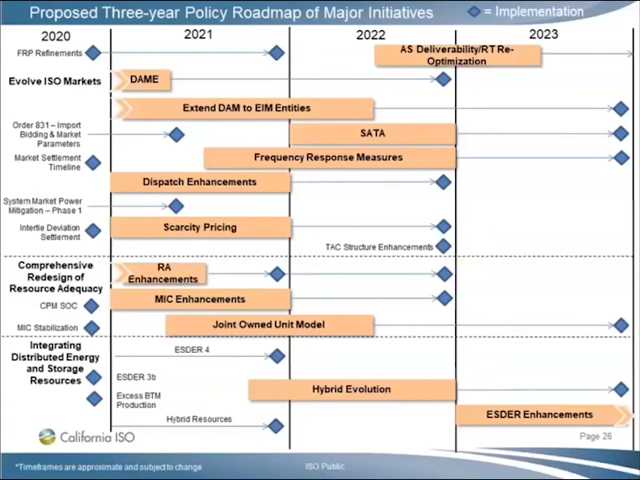 Proposed Three-year Policy Roadmap of Major Initiatives
= Implementation
2020
2021
2022
2023
FRP Refinements
AS Deliverability/RT Re-
Optimization
Evolve ISO Markets
DAME
Extend DAM to EIM Entities
Order 831 – Import
Bidding & Market
Parameters
SATA
Market Settlement
Timeline
Frequency Response Measures
Dispatch Enhancements
System Market Power
Mitigation – Phase 1
Intertie Deviation
Settlement
Scarcity Pricing
TAC Structure Enhancements
Comprehensive
Redesign of
Resource Adequacy
RA
Enhancements
CPM SOC
MIC Enhancements
MIC Stabilization
Joint Owned Unit Model
Integrating
Distributed Energy
and Storage
Resources
ESDER 4
ESDER 3b
Excess BTM
Production
Hybrid Evolution
Hybrid Resources
ESDER Enhancements
California ISO
Page 26
*Timeframes are approximate and subject to change
ISO Public